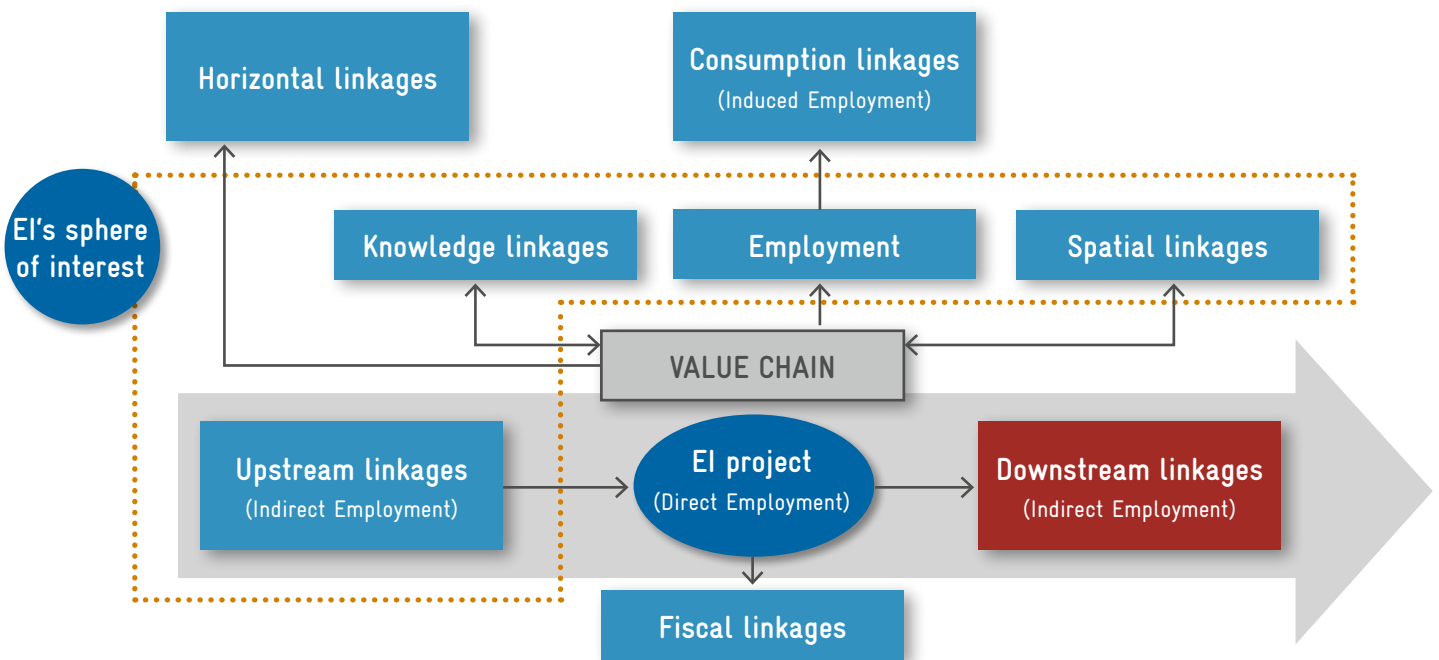 Horizontal linkages
Consumption linkages
(Induced Employment)
EI's sphere
of interest
Knowledge linkages
Employment
Spatial linkages
VALUE CHAIN
Upstream linkages
(Indirect Employment)
EI project
(Direct Employment)
Downstream linkages
(Indirect Employment)
Fiscal linkages